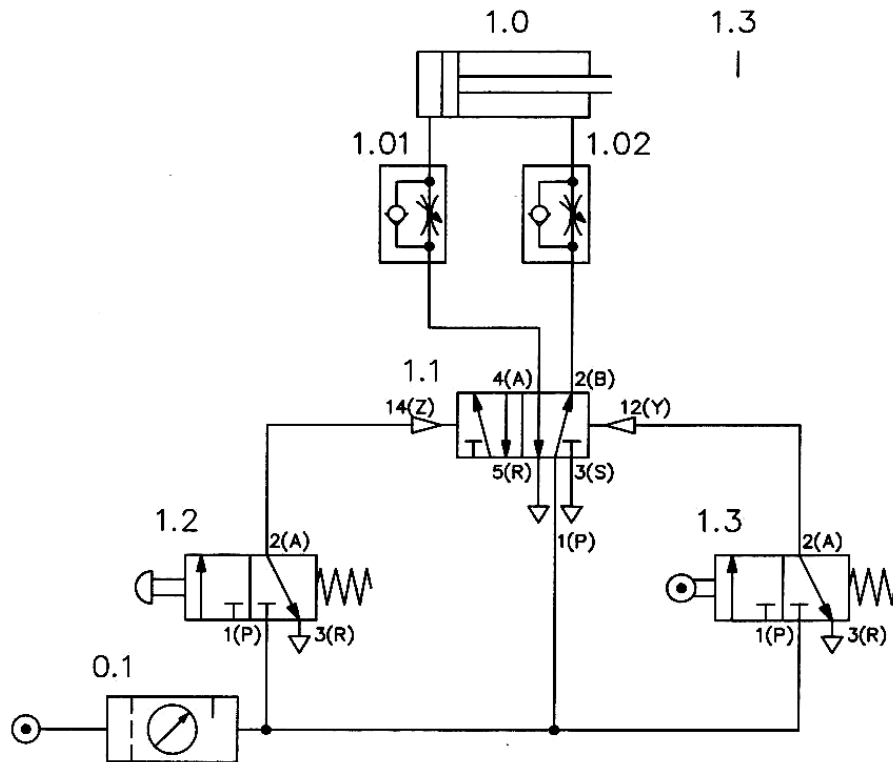 1.0 1.3
1.01 1.02
1.1 4(A) 2(B)
14(Z) 12(Y)
5(R) 3(S)
1(P)
1.2 2(A) 1.3 2(A)
1(P) 3(R) 1(P) 3(R)
0.1